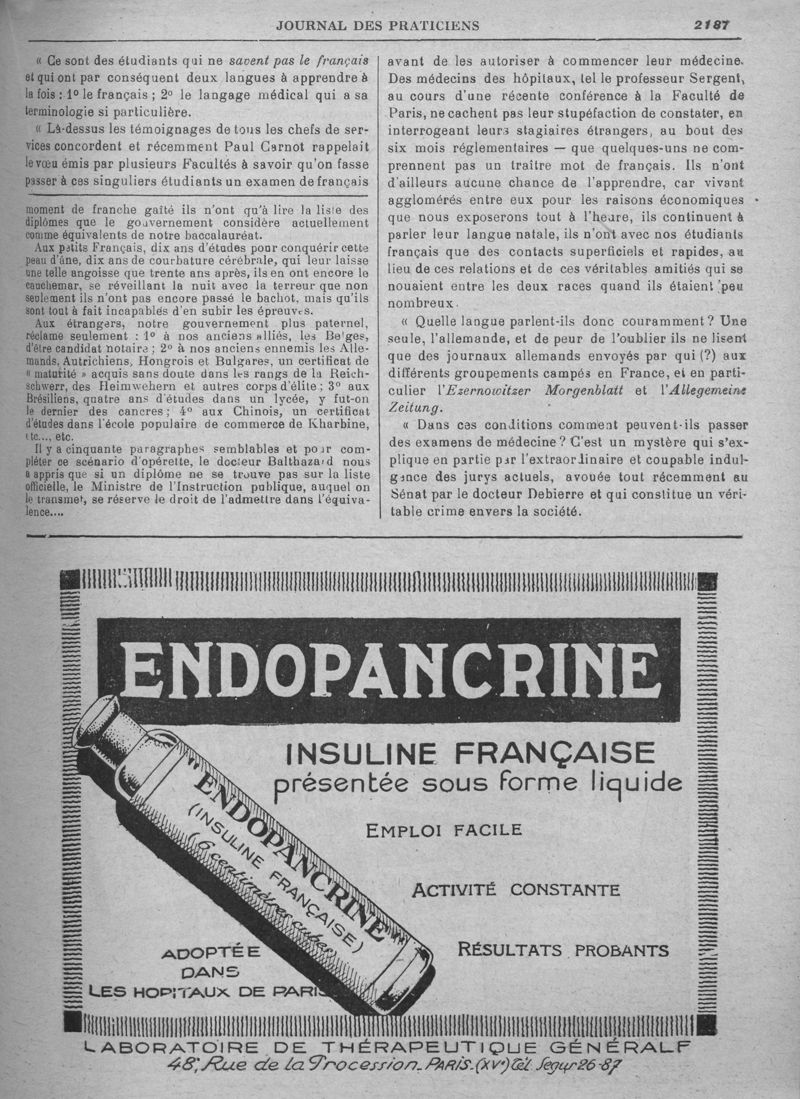 JOURNAL DES PRATICIENS 2187
« Ce sont des étudiants qui ne savent pas le français
et qui ont par conséquent deux langues à apprendre à
la fois : 1º le français ; 2º le langage médical qui a sa
terminologie si particulière.
« Là-dessus les témoignages de tous les chefs de ser-
vices concordent et récemment Paul Carnot rappelait
le vœu émis par plusieurs Facultés à savoir qu'on fasse
passer à ces singuliers étudiants un examen de français
moment de franche gaîté ils n'ont qu'à lire la liste des
diplômes que le gouvernement considère actuellement
comme équivalents de notre baccalauréat.
Aux petits Français, dix ans d'études pour conquérir cette
peau d'âne, dix ans de courbature cérébrale, qui leur laisse
une telle angoisse que trente ans après, ils en ont encore le
cauchemar, se réveillant la nuit avec la terreur que non
seulement ils n'ont pas encore passé le bachot, mais qu'ils
sont tout à fait incapables d'en subir les épreuves.
Aux étrangers, notre gouvernement plus paternel,
réclame seulement : 1º à nos anciens alliés, les Belges,
d'être candidat notaire ; 2º à nos anciens ennemis les Alle-
mands, Autrichiens, Hongrois et Bulgares, un certificat de
« maturité » acquis sans doute dans les rangs de la Reich-
schwerr, des Heimwehern et autres corps d'élite ; 3º aux
Brésiliens, quatre ans d'études dans un lycée, y fut-on
le dernier des cancres ; 4º aux Chinois, un certificat
d'études dans l'école populaire de commerce de Kharbine,
etc..., etc.
Il y a cinquante paragraphes semblables et pour com-
pléter ce scénario d'opérette, le docteur Balthazard nous
a appris que si un diplôme ne se trouve pas sur la liste
officielle, le Ministre de l'Instruction publique, auquel on
le transmet, se réserve le droit de l'admettre dans l'équiva-
lence....
avant de les autoriser à commencer leur médecine.
Des médecins des hôpitaux, tel le professeur Sergent,
au cours d'une récente conférence à la Faculté de
Paris, ne cachent pas leur stupéfaction de constater, en
interrogeant leurs stagiaires étrangers, au bout des
six mois réglementaires — que quelques-uns ne com-
prennent pas un traître mot de français. Ils n'ont
d'ailleurs aucune chance de l'apprendre, car vivant
agglomérés entre eux pour les raisons économiques
que nous exposerons tout à l'heure, ils continuent à
parler leur langue natale, ils n'ont avec nos étudiants
français que des contacts superficiels et rapides, au
lieu de ces relations et de ces véritables amitiés qui se
nouaient entre les deux races quand ils étaient peu
nombreux.
« Quelle langue parlent-ils donc couramment ? Une
seule, l'allemande, et de peur de l'oublier ils ne lisent
que des journaux allemands envoyés par qui (?) aux
différents groupements campés en France, et en parti-
culier l'Ezernowitzer Morgenblatt et l'Allegemeine
Zeitung.
« Dans ces conditions comment peuvent-ils passer
des examens de médecine ? C'est un mystère qui s'ex-
plique en partie par l'extraordinaire et coupable indul-
gence des jurys actuels, avouée tout récemment au
Sénat par le docteur Debierre et qui constitue un véri-
table crime envers la société.
ENDOPANCRINE
INSULINE FRANÇAISE
présentée sous forme liquide
EMPLOI FACILE
ACTIVITÉ CONSTANTE
RÉSULTATS PROBANTS
"ENDOPANCRINE"
(INSULINE FRANÇAISE)
(6 centimètres cubes)
ADOPTÉE
DANS
LES HOPITAUX DE PARIS
LABORATOIRE DE THÉRAPEUTIQUE GÉNÉRALE
48, Rue de la Procession. PARIS. (XVe) Tél. Segur 26-87